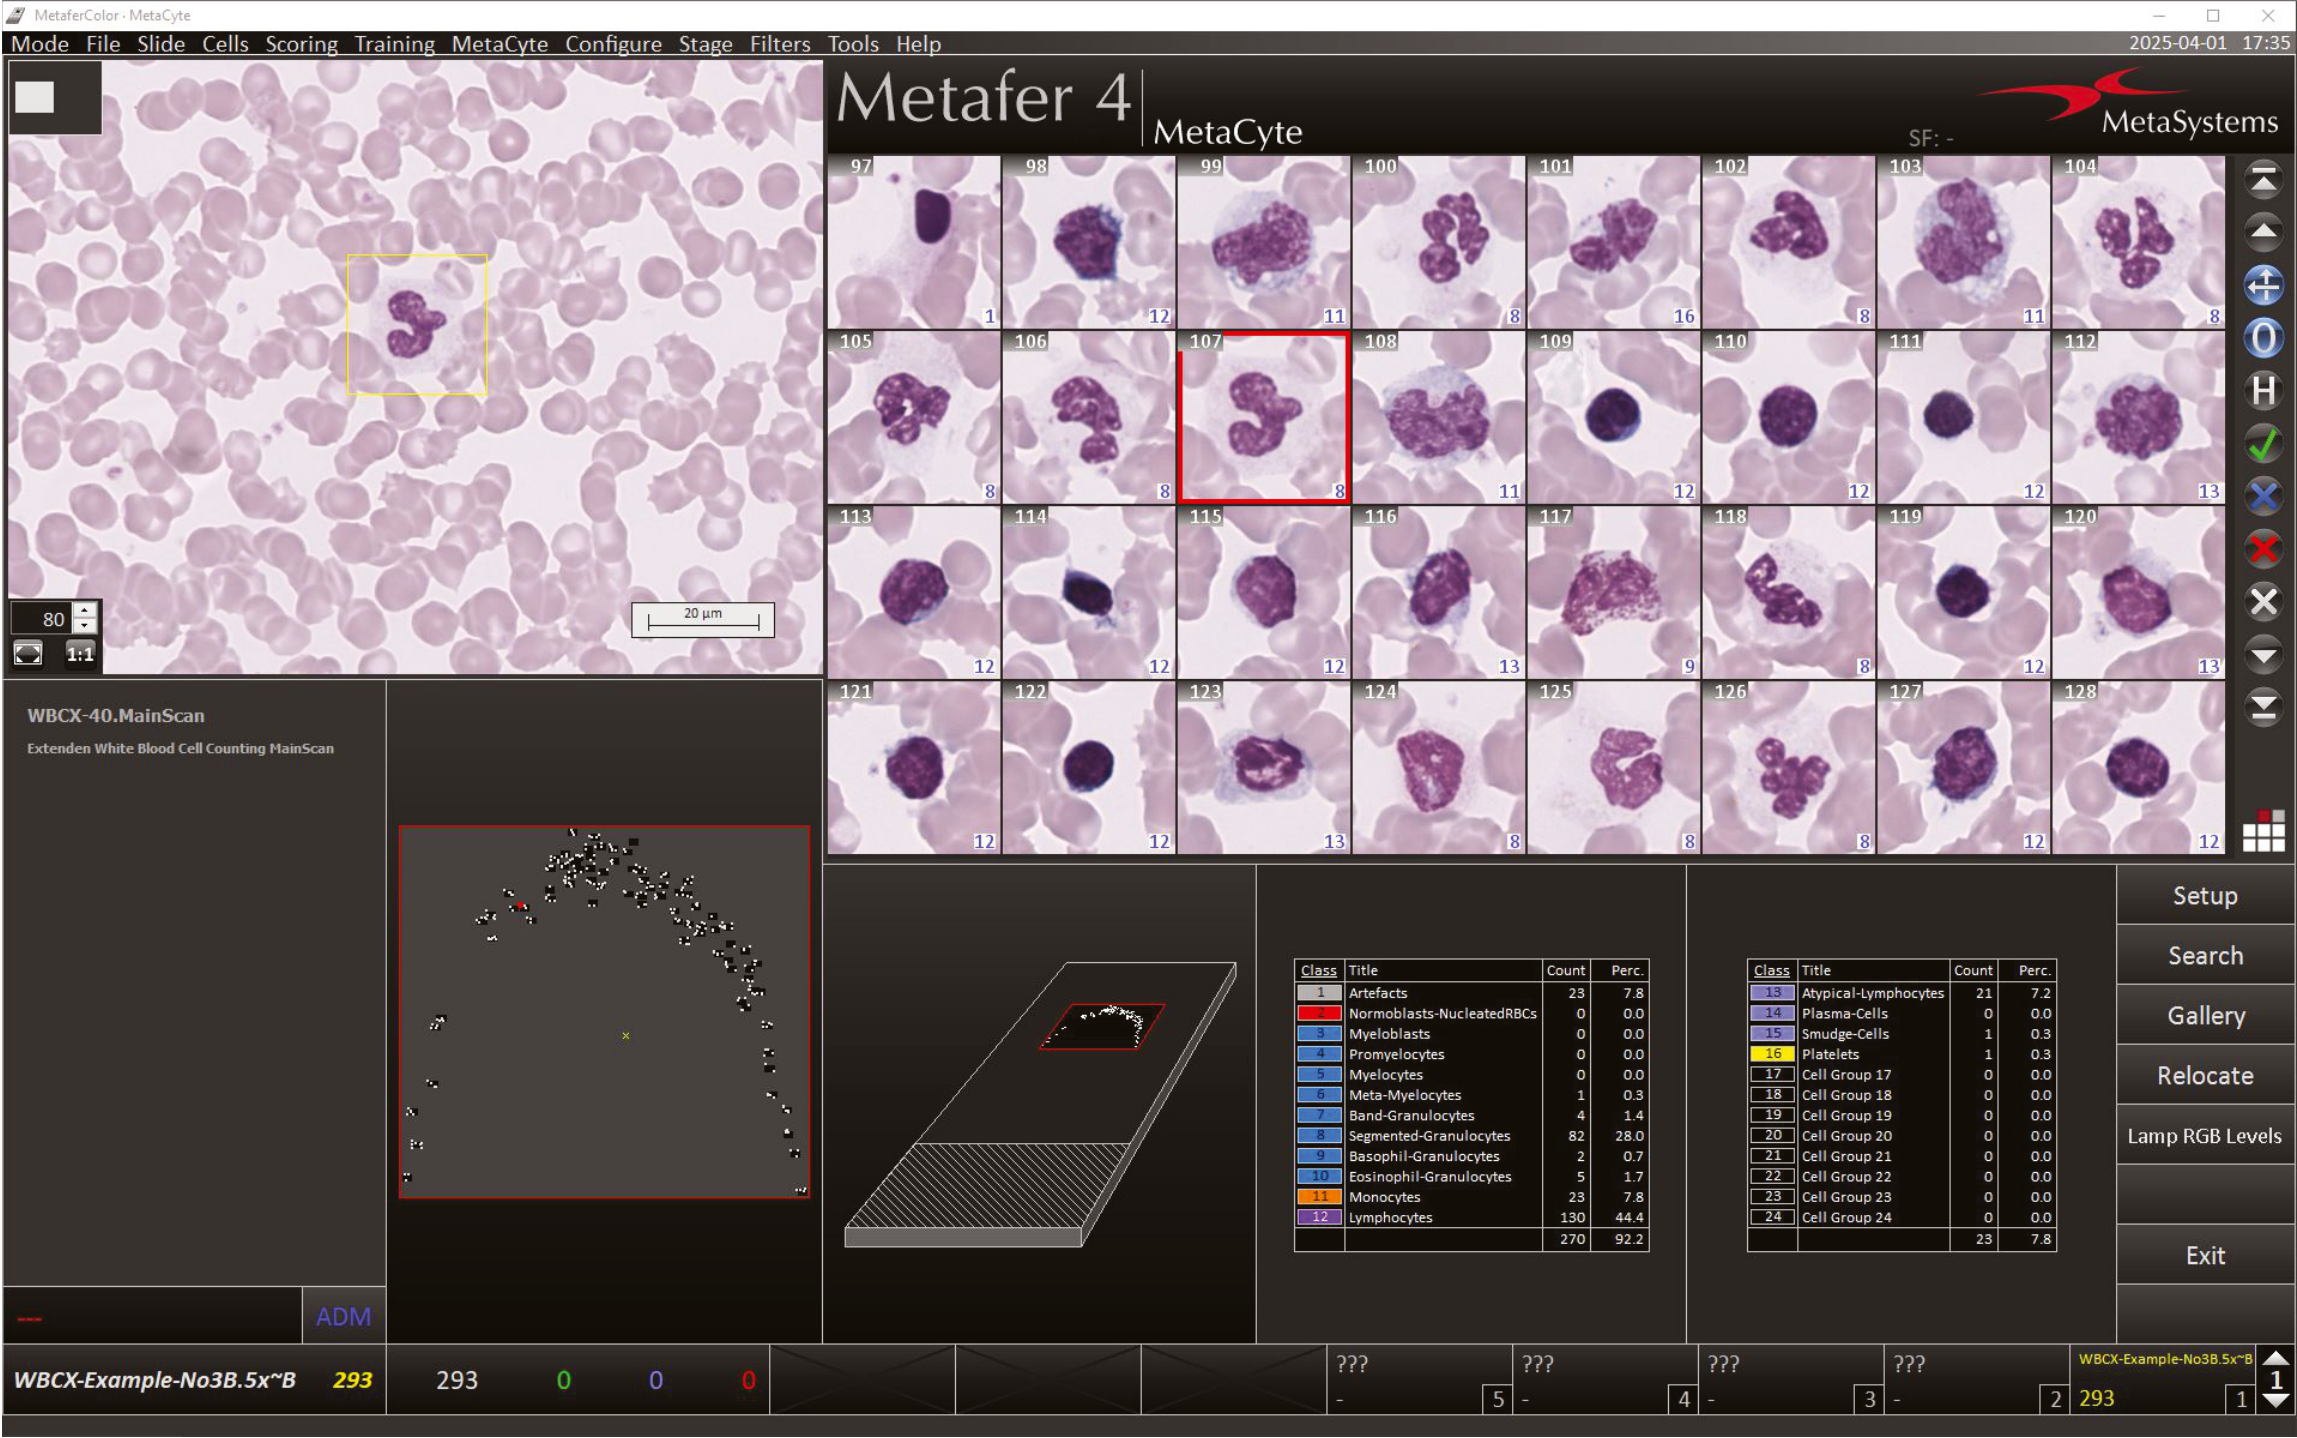 MetaferColor - MetaCyte
Mode File Slide Cells Scoring Training MetaCyte Configure Stage Filters Tools Help
2025-04-01 17:35
Metafer 4
MetaCyte
SF: -
MetaSystems
97 98 99 100 101 102 103 104
1 12 11 8 16 8 11 8
105 106 107 108 109 110 111 112
8 8 8 11 12 12 12 13
113 114 115 116 117 118 119 120
12 12 12 13 9 8 12 13
121 122 123 124 125 126 127 128
12 12 13 8 8 8 12 12
O
H
80
1:1
20 µm
WBCX-40.MainScan
Extenden White Blood Cell Counting MainScan
Class Title Count Perc.
1 Artefacts 23 7.8
2 Normoblasts-NucleatedRBCs 0 0.0
3 Myeloblasts 0 0.0
4 Promyelocytes 0 0.0
5 Myelocytes 0 0.0
6 Meta-Myelocytes 1 0.3
7 Band-Granulocytes 4 1.4
8 Segmented-Granulocytes 82 28.0
9 Basophil-Granulocytes 2 0.7
10 Eosinophil-Granulocytes 5 1.7
11 Monocytes 23 7.8
12 Lymphocytes 130 44.4
270 92.2
Class Title Count Perc.
13 Atypical-Lymphocytes 21 7.2
14 Plasma-Cells 0 0.0
15 Smudge-Cells 1 0.3
16 Platelets 1 0.3
17 Cell Group 17 0 0.0
18 Cell Group 18 0 0.0
19 Cell Group 19 0 0.0
20 Cell Group 20 0 0.0
21 Cell Group 21 0 0.0
22 Cell Group 22 0 0.0
23 Cell Group 23 0 0.0
24 Cell Group 24 0 0.0
23 7.8
Setup
Search
Gallery
Relocate
Lamp RGB Levels
Exit
---
ADM
WBCX-Example-No3B.5x~B 293
293 0 0 0
??? - 5
??? - 4
??? - 3
??? - 2
WBCX-Example-No3B.5x~B
293 1
1